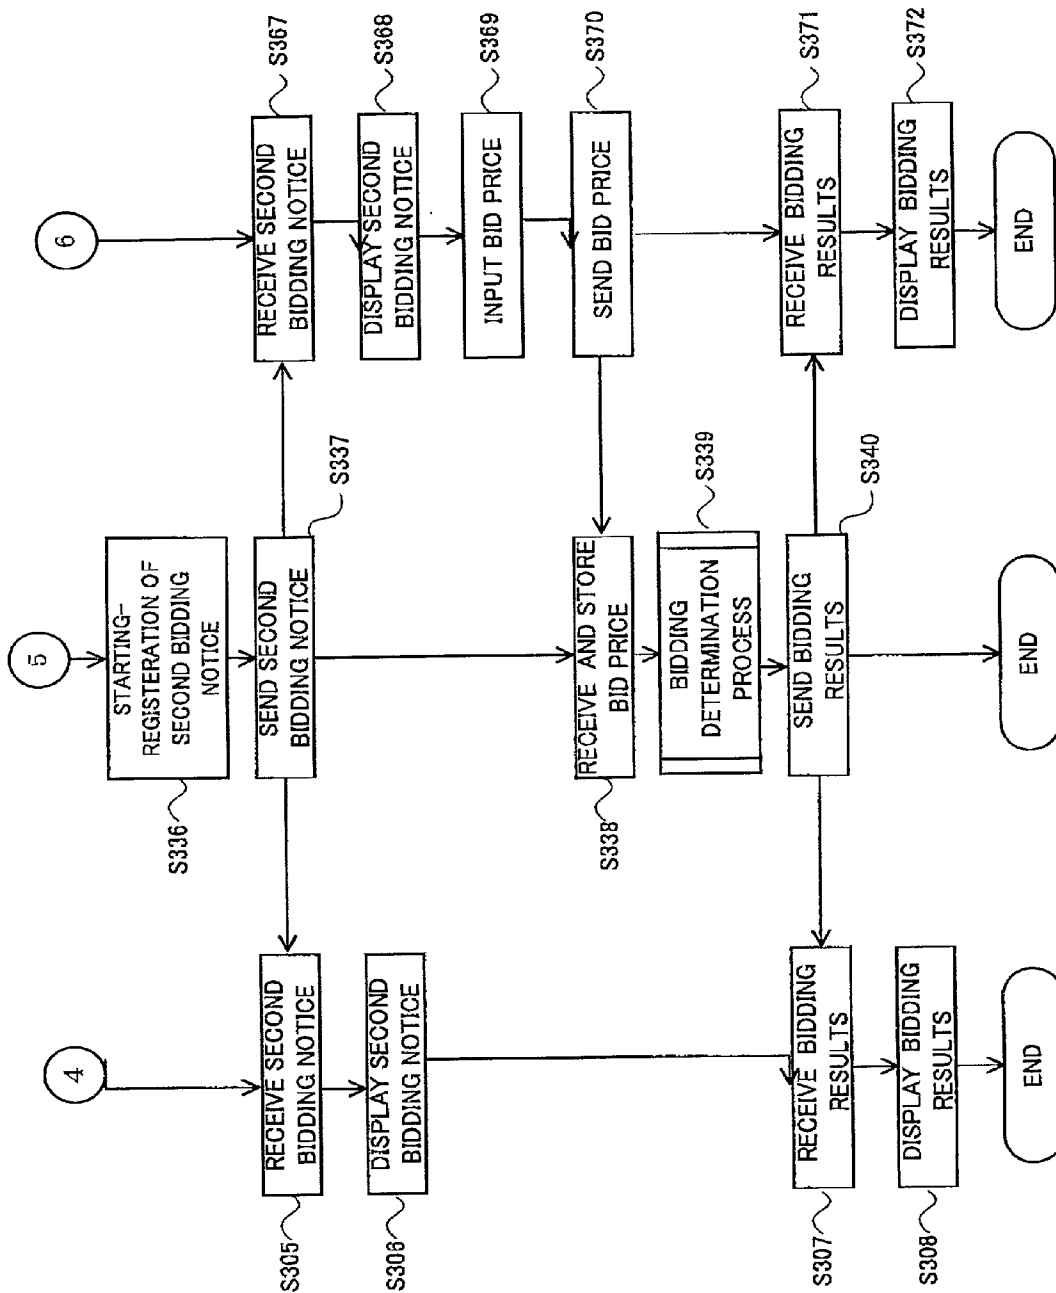 4
RECEIVE SECOND
BIDDING NOTICE
S305
DISPLAY SECOND
BIDDING NOTICE
S306
RECEIVE BIDDING
RESULTS
S307
DISPLAY BIDDING
RESULTS
S308
END
5
STARTING-
REGISTERATION OF
SECOND BIDDING
NOTICE
S336
SEND SECOND
BIDDING NOTICE
S337
RECEIVE AND STORE
BID PRICE
S338
BIDDING
DETERMINATION
PROCESS
S339
SEND BIDDING
RESULTS
S340
END
6
RECEIVE SECOND
BIDDING NOTICE
S367
DISPLAY SECOND
BIDDING NOTICE
S368
INPUT BID PRICE
S369
SEND BID PRICE
S370
RECEIVE BIDDING
RESULTS
S371
DISPLAY BIDDING
RESULTS
S372
END